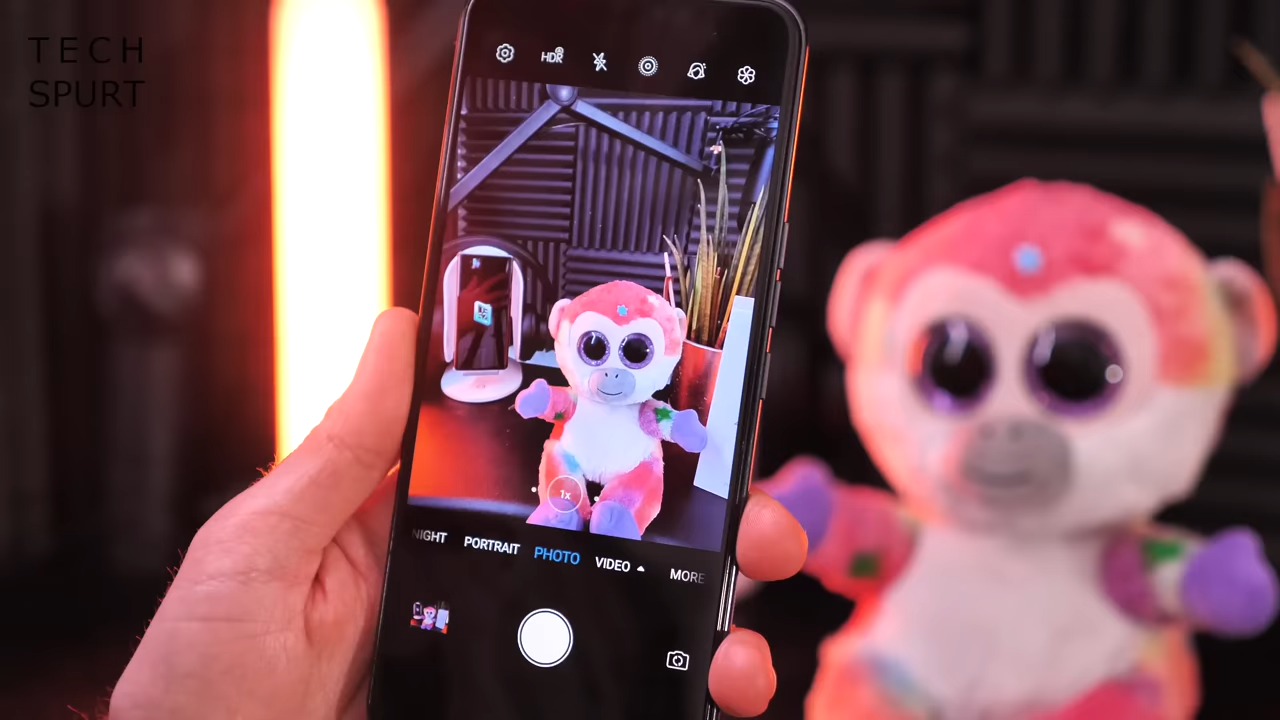 TECH
SPURT
HDR
1x
NIGHT
PORTRAIT
PHOTO
VIDEO
MORE